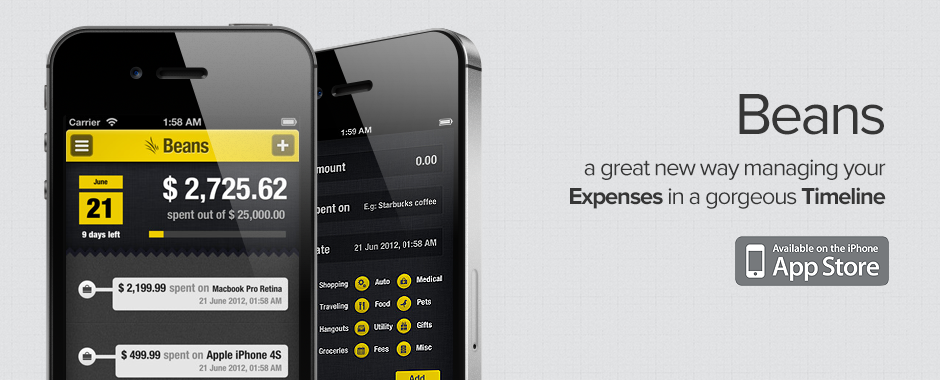 Carrier 1:58 AM
Beans
June
21
9 days left
$ 2,725.62
spent out of $ 25,000.00
$ 2,199.99 spent on Macbook Pro Retina
21 June 2012, 01:58 AM
$ 499.99 spent on Apple iPhone 4S
21 June 2012, 01:58 AM
1:59 AM
mount 0.00
pent on E.g: Starbucks coffee
ate 21 Jun 2012, 01:58 AM
Shopping Auto Medical
Traveling Food Pets
Hangouts Utility Gifts
Groceries Fees Misc
Add
Beans
a great new way managing your
Expenses in a gorgeous Timeline
Available on the iPhone
App Store